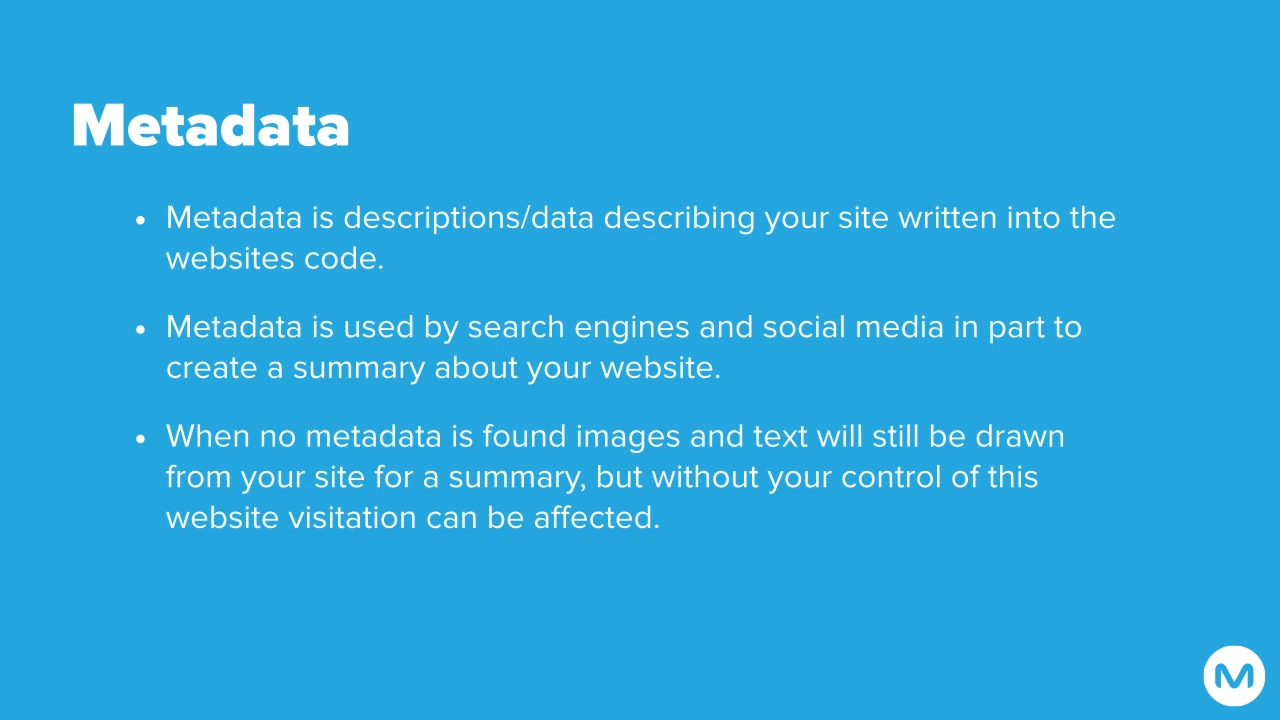 Metadata
• Metadata is descriptions/data describing your site written into the
websites code.
• Metadata is used by search engines and social media in part to
create a summary about your website.
• When no metadata is found images and text will still be drawn
from your site for a summary, but without your control of this
website visitation can be affected.
M